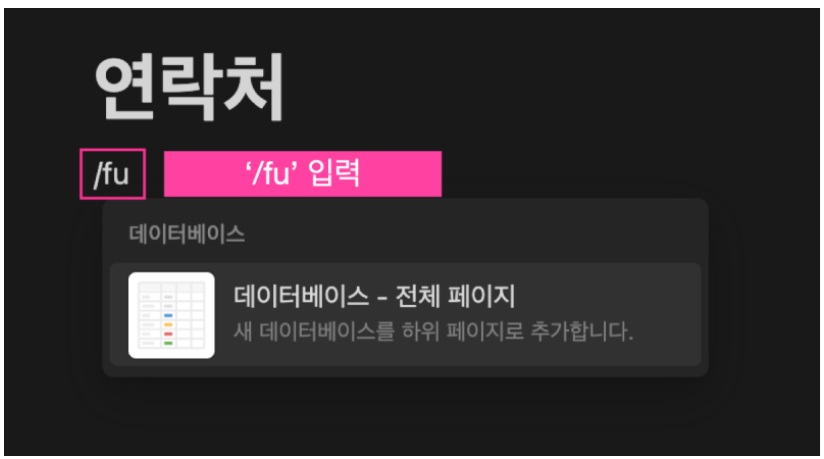 연락처
/fu ‘/fu’ 입력
데이터베이스
데이터베이스 - 전체 페이지
새 데이터베이스를 하위 페이지로 추가합니다.